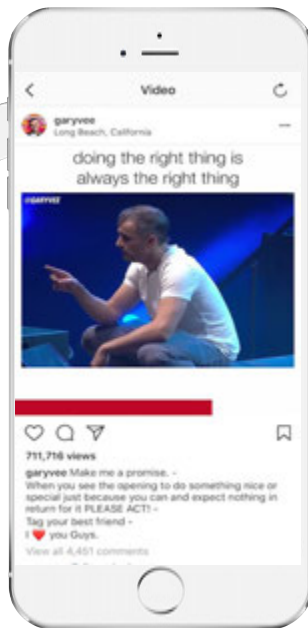 Video
garyvee
Long Beach, California
doing the right thing is
always the right thing
@GARYVEE
711,716 views
garyvee Make me a promise. -
When you see the opening to do something nice or
special just because you can and expect nothing in
return for it PLEASE ACT! -
Tag your best friend -
I ❤️ you Guys.
View all 4,451 comments